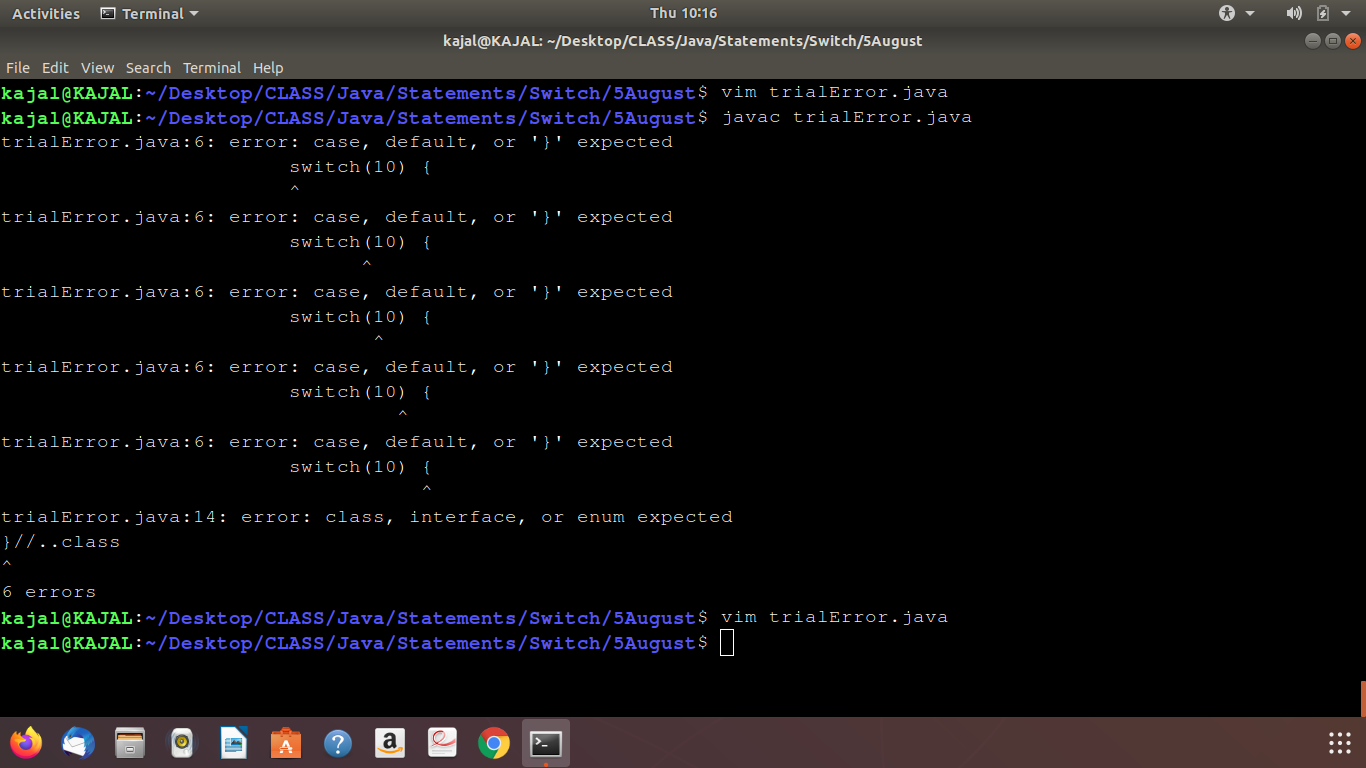 Activities Terminal Thu 10:16
kajal@KAJAL: ~/Desktop/CLASS/Java/Statements/Switch/5August
File Edit View Search Terminal Help
kajal@KAJAL:~/Desktop/CLASS/Java/Statements/Switch/5August$ vim trialError.java
kajal@KAJAL:~/Desktop/CLASS/Java/Statements/Switch/5August$ javac trialError.java
trialError.java:6: error: case, default, or '}' expected
                        switch(10) {
                        ^
trialError.java:6: error: case, default, or '}' expected
                        switch(10) {
                              ^
trialError.java:6: error: case, default, or '}' expected
                        switch(10) {
                               ^
trialError.java:6: error: case, default, or '}' expected
                        switch(10) {
                                 ^
trialError.java:6: error: case, default, or '}' expected
                        switch(10) {
                                   ^
trialError.java:14: error: class, interface, or enum expected
}//..class
^
6 errors
kajal@KAJAL:~/Desktop/CLASS/Java/Statements/Switch/5August$ vim trialError.java
kajal@KAJAL:~/Desktop/CLASS/Java/Statements/Switch/5August$